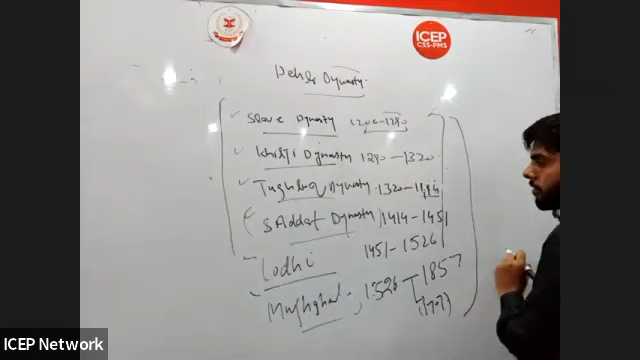 ICEP
CSS-PMS
Dehli Dynasty.
Slave Dynasty 1206-1290
Khilji Dynasty 1290-1320
Tughluq Dynasty 1320-1414
SAddat Dynasty 1414-1451
Lodhi 1451-1526
Mughghal 1526-1857
(1707)
ICEP Network